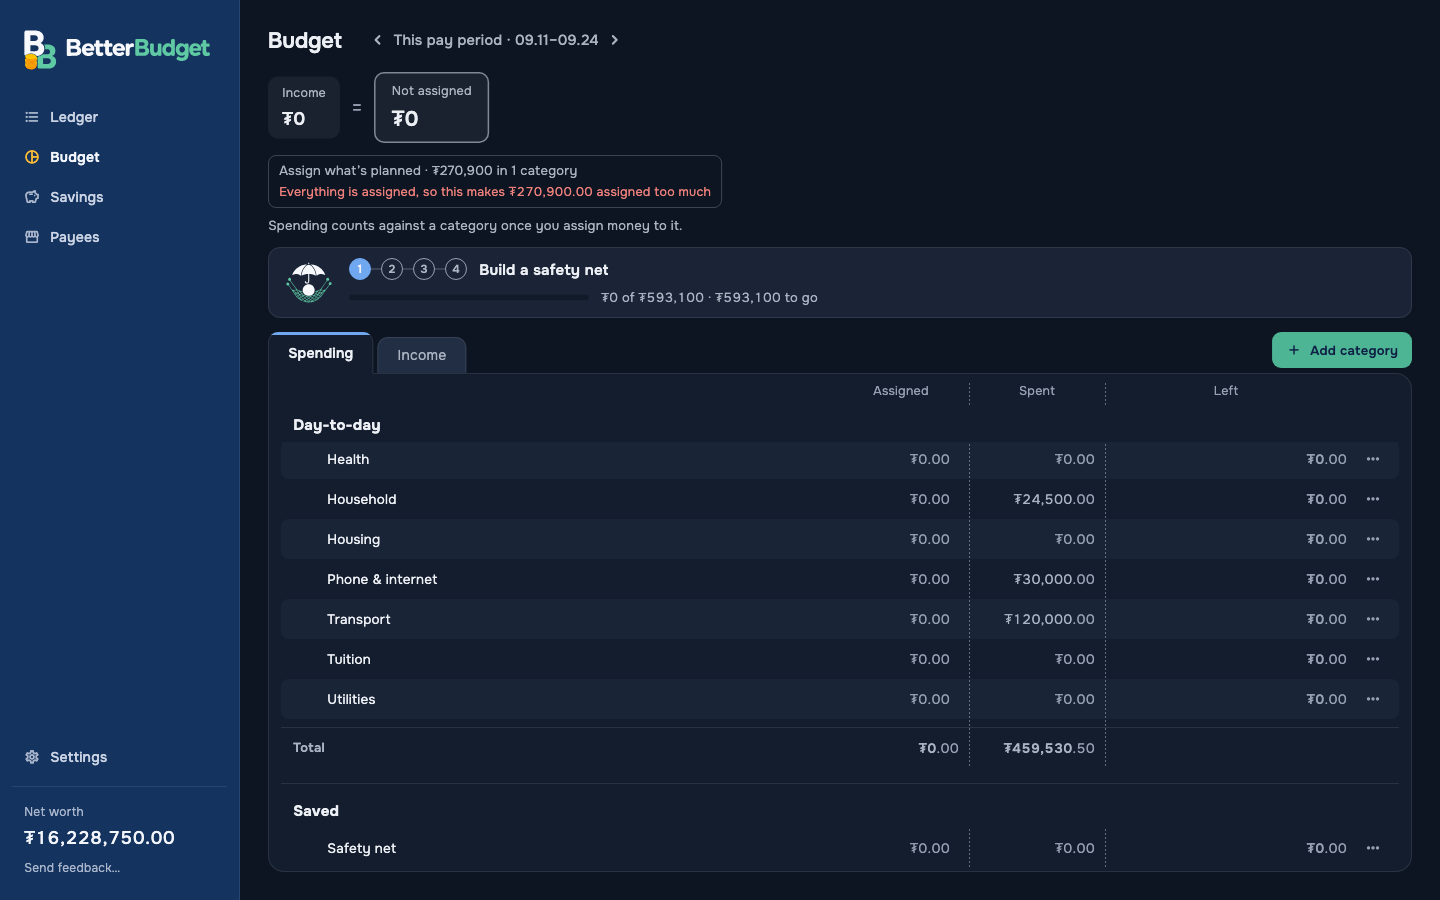 BetterBudget
Ledger
Budget
Savings
Payees
Settings
Net worth
₮16,228,750.00
Send feedback...
Budget
This pay period · 09.11–09.24
Income
₮0
=
Not assigned
₮0
Assign what's planned · ₮270,900 in 1 category
Everything is assigned, so this makes ₮270,900.00 assigned too much
Spending counts against a category once you assign money to it.
1 2 3 4 Build a safety net
₮0 of ₮593,100 · ₮593,100 to go
Spending Income
+ Add category
Assigned Spent Left
Day-to-day
Health ₮0.00 ₮0.00 ₮0.00
Household ₮0.00 ₮24,500.00 ₮0.00
Housing ₮0.00 ₮0.00 ₮0.00
Phone & internet ₮0.00 ₮30,000.00 ₮0.00
Transport ₮0.00 ₮120,000.00 ₮0.00
Tuition ₮0.00 ₮0.00 ₮0.00
Utilities ₮0.00 ₮0.00 ₮0.00
Total ₮0.00 ₮459,530.50
Saved
Safety net ₮0.00 ₮0.00 ₮0.00